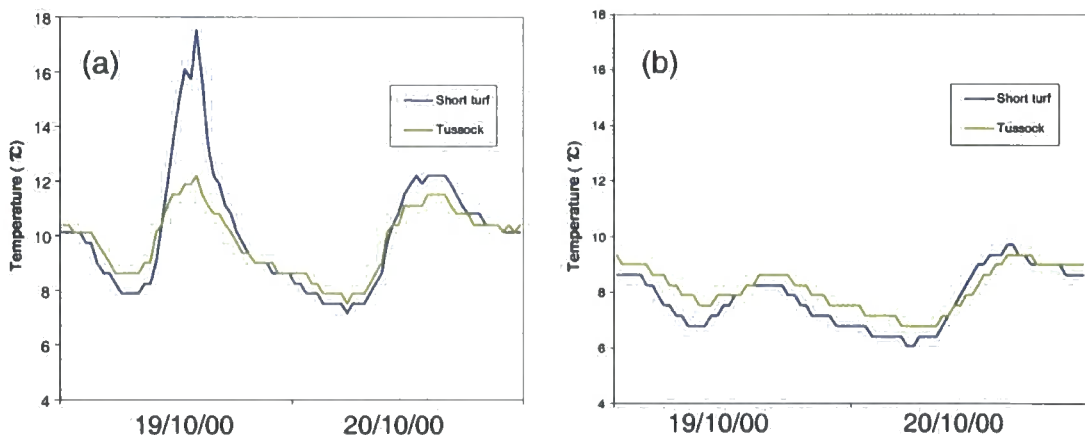 (a)
18
16
14
12
10
8
6
4
Temperature (℃)
Short turf
Tussock
19/10/00 20/10/00
(b)
18
16
14
12
10
8
6
4
Temperature (℃)
Short turf
Tussock
19/10/00 20/10/00